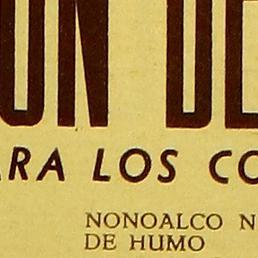 ON DE
ARA LOS CO
NONOALCO N
DE HUMO